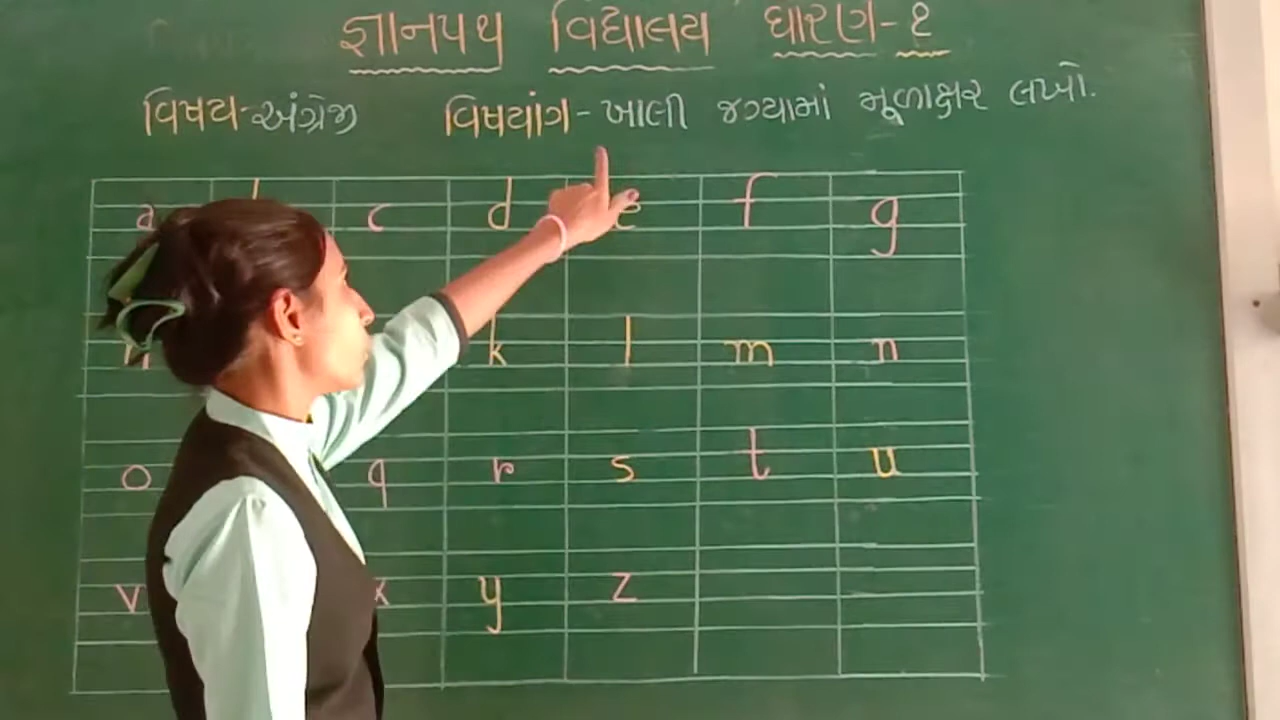 જ્ઞાનપથ વિદ્યાલય ધોરણ-૧
વિષય-અંગ્રેજી વિષયાંગ-ખાલી જગ્યામાં મૂળાક્ષર લખો.
a c d e f g
k l m n
o q r s t u
v x y z